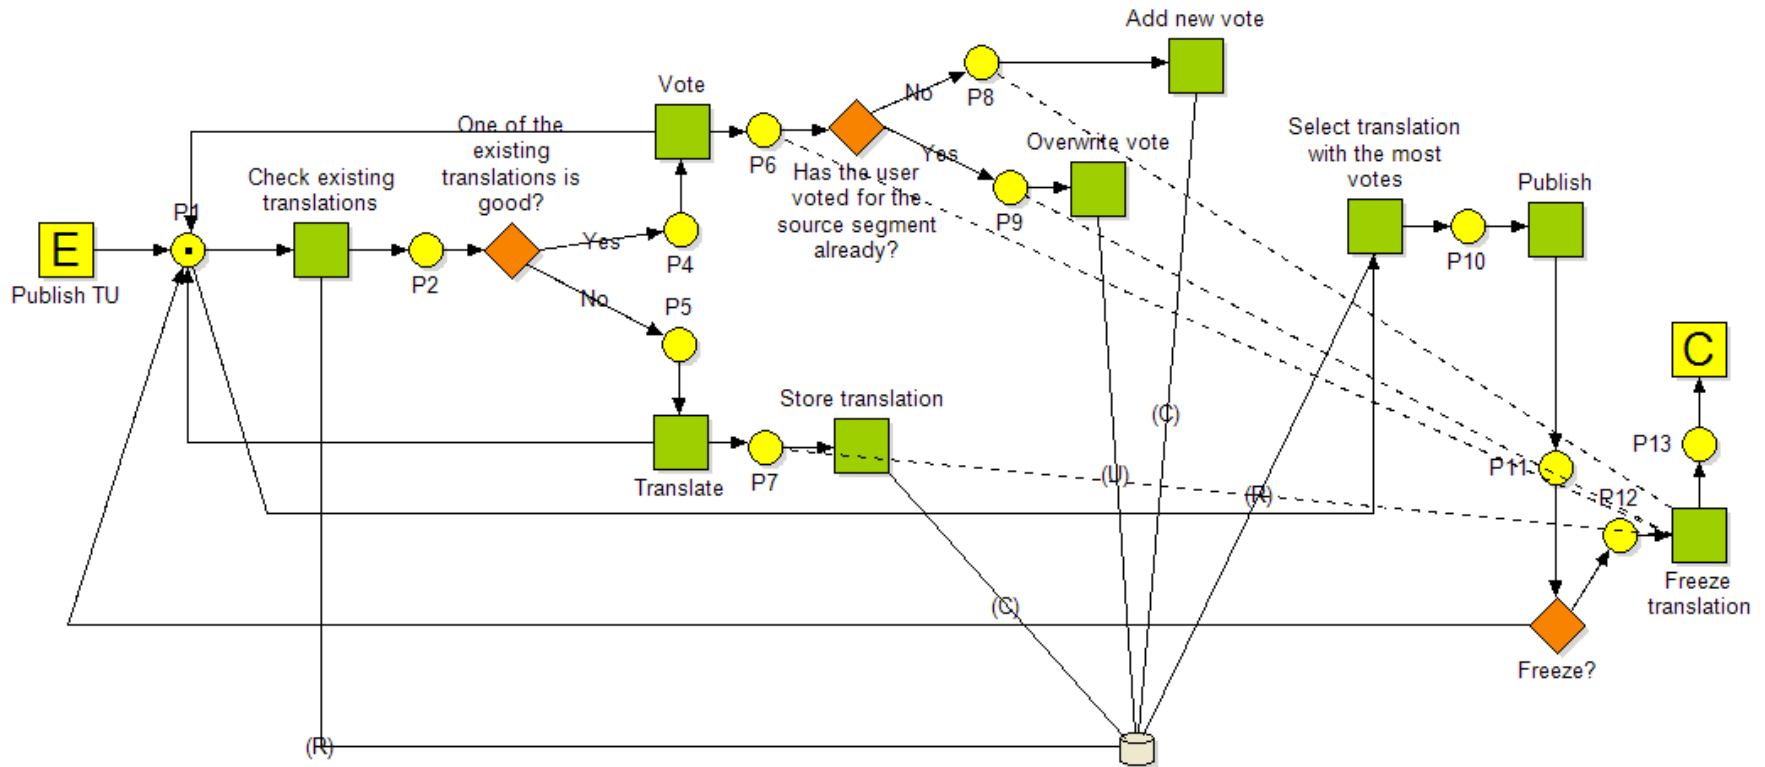 Add new vote
Vote
No
P8
One of the
existing
translations is
good?
P6
Yes
Overwrite vote
Select translation
with the most
votes
Check existing
translations
Has the user
voted for the
source segment
already?
P9
Publish
P1
E
Publish TU
P2
Yes
P4
P10
No
P5
C
Store translation
(C)
P13
Translate
P7
(U)
(R)
P11
P12
Freeze
translation
(C)
Freeze?
(R)